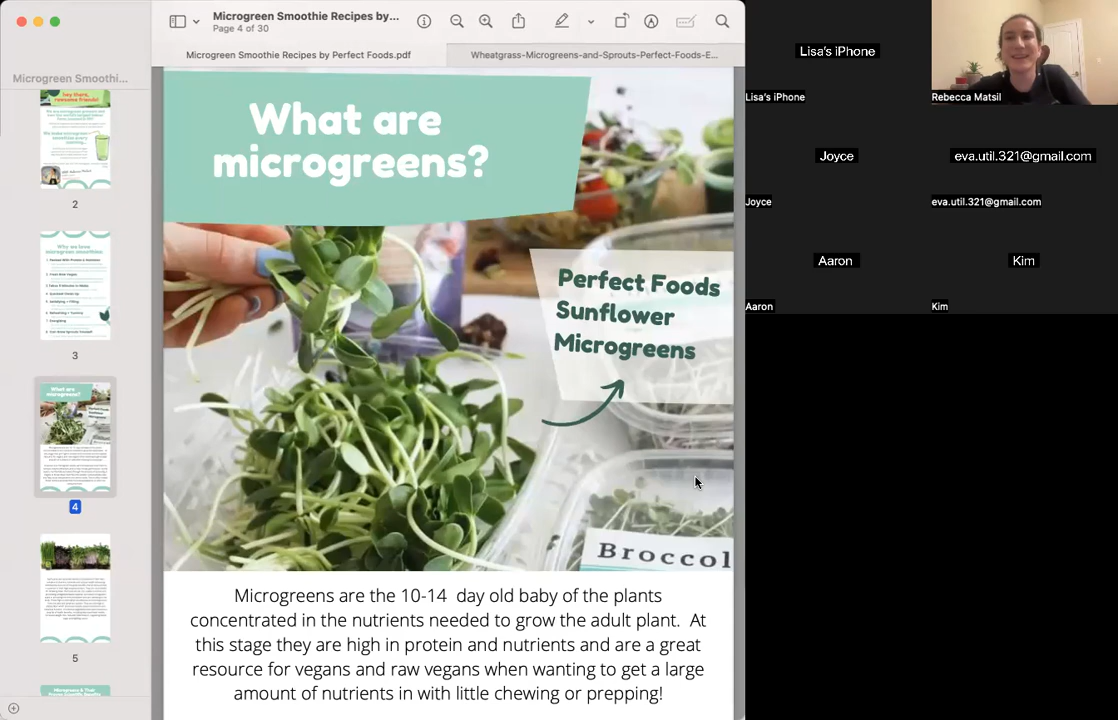 Microgreen Smoothie Recipes by...
Page 4 of 30
Microgreen Smoothie Recipes by Perfect Foods.pdf
Wheatgrass-Microgreens-and-Sprouts-Perfect-Foods-E...
Microgreen Smoothi...
2
3
4
5
What are
microgreens?
Perfect Foods
Sunflower
Microgreens
Broccol
Microgreens are the 10-14 day old baby of the plants
concentrated in the nutrients needed to grow the adult plant. At
this stage they are high in protein and nutrients and are a great
resource for vegans and raw vegans when wanting to get a large
amount of nutrients in with little chewing or prepping!
Lisa's iPhone
Lisa's iPhone
Rebecca Matsil
Joyce
Joyce
eva.util.321@gmail.com
eva.util.321@gmail.com
Aaron
Aaron
Kim
Kim